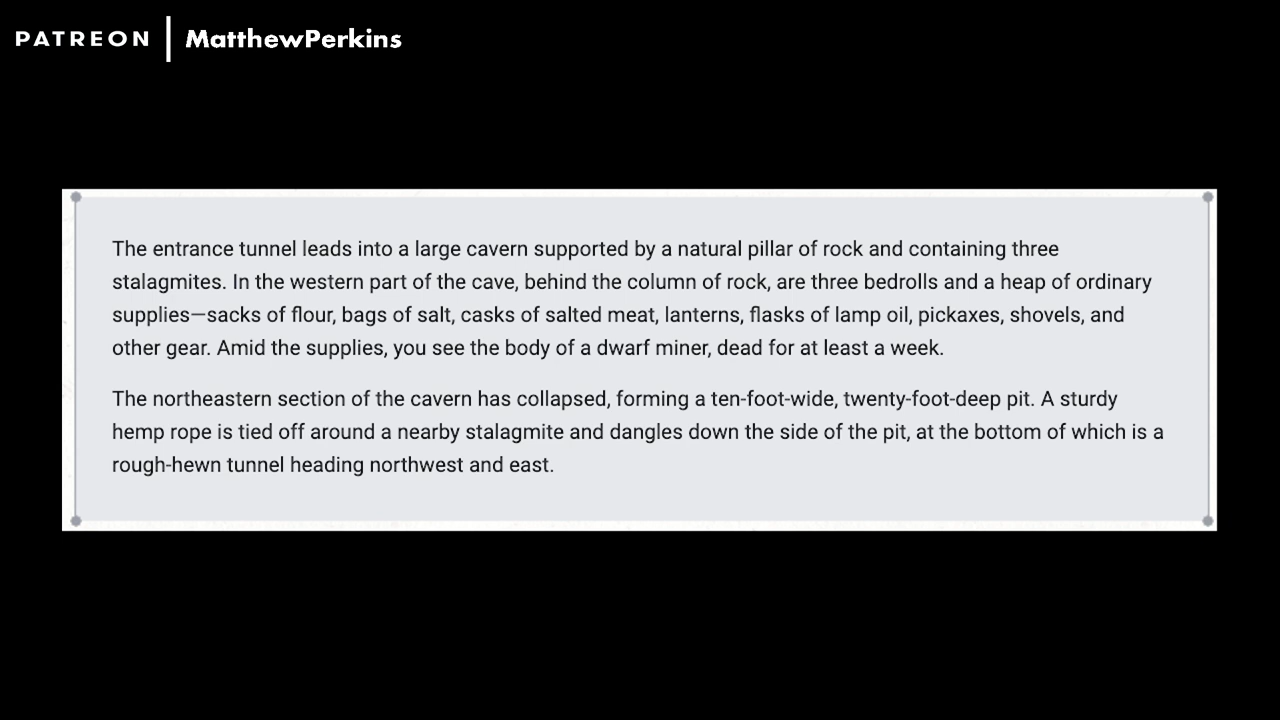 PATREON | MatthewPerkins
The entrance tunnel leads into a large cavern supported by a natural pillar of rock and containing three
stalagmites. In the western part of the cave, behind the column of rock, are three bedrolls and a heap of ordinary
supplies—sacks of flour, bags of salt, casks of salted meat, lanterns, flasks of lamp oil, pickaxes, shovels, and
other gear. Amid the supplies, you see the body of a dwarf miner, dead for at least a week.
The northeastern section of the cavern has collapsed, forming a ten-foot-wide, twenty-foot-deep pit. A sturdy
hemp rope is tied off around a nearby stalagmite and dangles down the side of the pit, at the bottom of which is a
rough-hewn tunnel heading northwest and east.